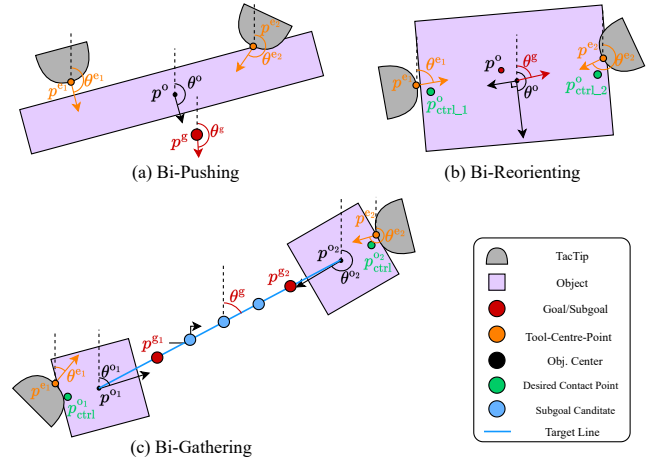 p^{e_1}
θ^{e_1}
p^{e_2}
θ^{e_2}
p^o
θ^o
p^g
θ^g
(a) Bi-Pushing
p^{e_1}
θ^{e_1}
p^o_{ctrl_1}
p^o
θ^g
θ^o
p^{e_2}
θ^{e_2}
p^o_{ctrl_2}
(b) Bi-Reorienting
p^{e_1}
θ^{e_1}
p^{o_1}_{ctrl}
θ^{o_1}
p^{o_1}
p^{g_1}
θ^g
p^{g_2}
p^{o_2}
θ^{o_2}
p^{e_2}
θ^{e_2}
p^{o_2}_{ctrl}
(c) Bi-Gathering
TacTip
Object
Goal/Subgoal
Tool-Centre-Point
Obj. Center
Desired Contact Point
Subgoal Canditate
Target Line